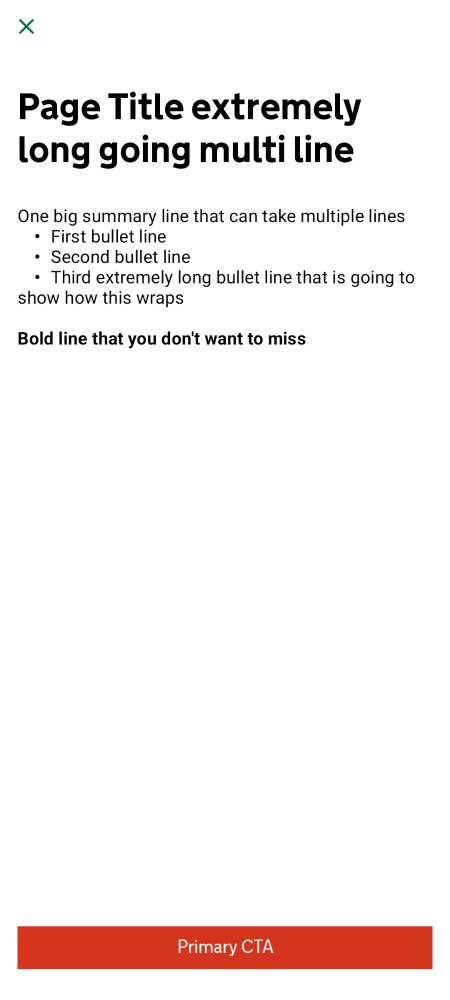 Page Title extremely
long going multi line
One big summary line that can take multiple lines
• First bullet line
• Second bullet line
• Third extremely long bullet line that is going to
show how this wraps
Bold line that you don't want to miss
Primary CTA